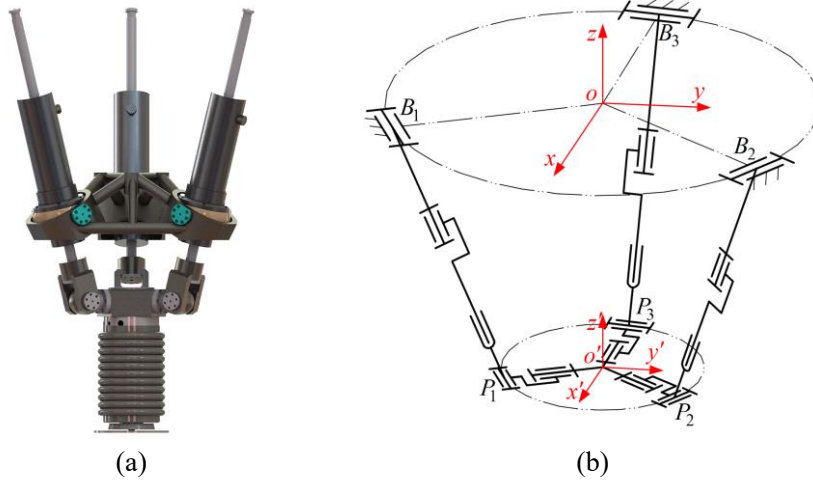 z
B₃
o
y
B₁
x
B₂
z′
P₃
o′
y′
P₁
x′
P₂
(a)
(b)